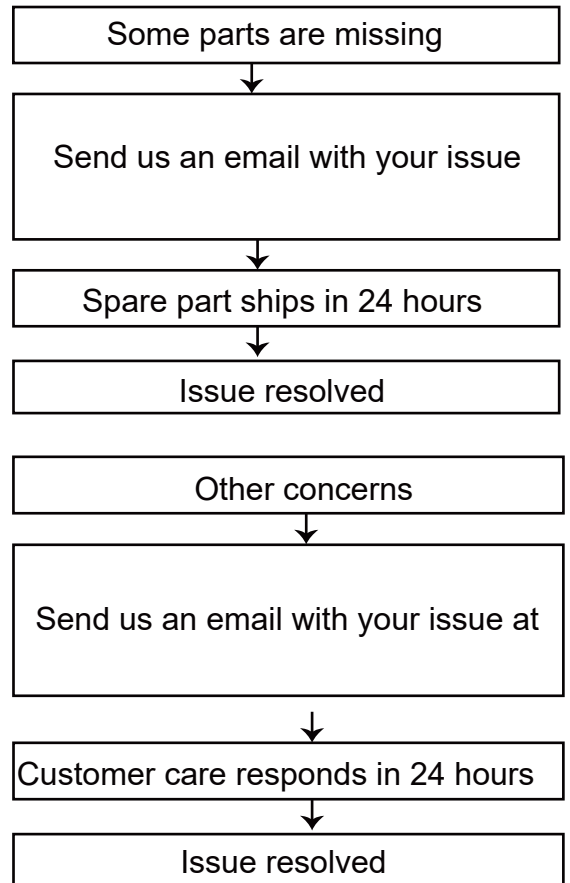 Some parts are missing
Send us an email with your issue
Spare part ships in 24 hours
Issue resolved
Other concerns
Send us an email with your issue at
Customer care responds in 24 hours
Issue resolved